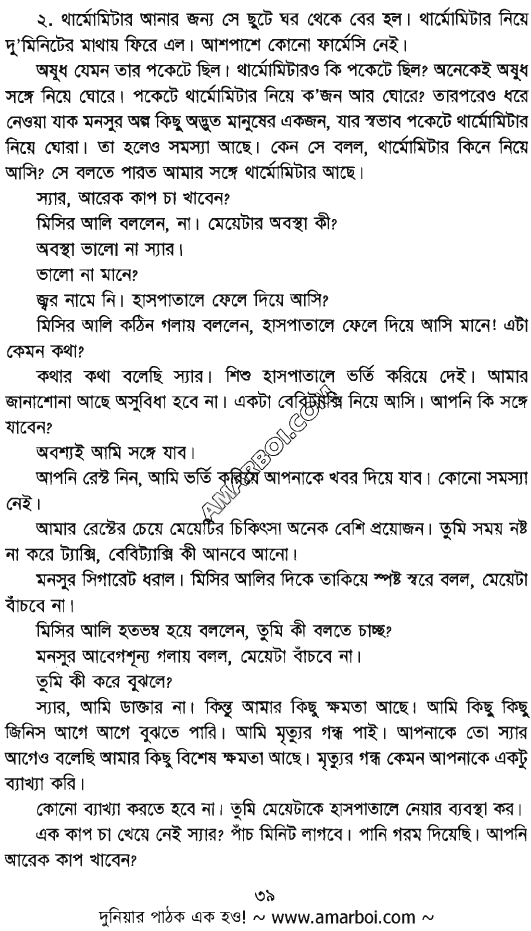 ২. থার্মোমিটার আনার জন্য সে ছুটে ঘর থেকে বের হল। থার্মোমিটার নিয়ে
দু'মিনিটের মাথায় ফিরে এল। আশপাশে কোনো ফার্মেসি নেই।
অষুধ যেমন তার পকেটে ছিল। থার্মোমিটারও কি পকেটে ছিল? অনেকেই অষুধ
সঙ্গে নিয়ে ঘোরে। পকেটে থার্মোমিটার নিয়ে ক'জন আর ঘোরে? তারপরেও ধরে
নেওয়া যাক মনসুর অল্প কিছু অদ্ভুত মানুষের একজন, যার স্বভাব পকেটে থার্মোমিটার
নিয়ে ঘোরা। তা হলেও সমস্যা আছে। কেন সে বলল, থার্মোমিটার কিনে নিয়ে
আসি? সে বলতে পারত আমার সঙ্গে থার্মোমিটার আছে।
স্যার, আরেক কাপ চা খাবেন?
মিসির আলি বললেন, না। মেয়েটার অবস্থা কী?
অবস্থা ভালো না স্যার।
ভালো না মানে?
জ্বর নামে নি। হাসপাতালে ফেলে দিয়ে আসি?
মিসির আলি কঠিন গলায় বললেন, হাসপাতালে ফেলে দিয়ে আসি মানে! এটা
কেমন কথা?
কথার কথা বলেছি স্যার। শিশু হাসপাতালে ভর্তি করিয়ে দেই। আমার
জানাশোনা আছে অসুবিধা হবে না। একটা বেবিট্যাক্সি নিয়ে আসি। আপনি কি সঙ্গে
যাবেন?
অবশ্যই আমি সঙ্গে যাব।
আপনি রেস্ট নিন, আমি ভর্তি করিয়ে আপনাকে খবর দিয়ে যাব। কোনো সমস্যা
নেই।
আমার রেস্টের চেয়ে মেয়েটির চিকিৎসা অনেক বেশি প্রয়োজন। তুমি সময় নষ্ট
না করে ট্যাক্সি, বেবিট্যাক্সি কী আনবে আনো।
মনসুর সিগারেট ধরাল। মিসির আলির দিকে তাকিয়ে স্পষ্ট স্বরে বলল, মেয়েটা
বাঁচবে না।
মিসির আলি হতভম্ব হয়ে বললেন, তুমি কী বলতে চাচ্ছ?
মনসুর আবেগশূন্য গলায় বলল, মেয়েটা বাঁচবে না।
তুমি কী করে বুঝলে?
স্যার, আমি ডাক্তার না। কিন্তু আমার কিছু ক্ষমতা আছে। আমি কিছু কিছু
জিনিস আগে আগে বুঝতে পারি। আমি মৃত্যুর গন্ধ পাই। আপনাকে তো স্যার
আগেও বলেছি আমার কিছু বিশেষ ক্ষমতা আছে। মৃত্যুর গন্ধ কেমন আপনাকে একটু
ব্যাখ্যা করি।
কোনো ব্যাখ্যা করতে হবে না। তুমি মেয়েটাকে হাসপাতালে নেয়ার ব্যবস্থা কর।
এক কাপ চা খেয়ে নেই স্যার? পাঁচ মিনিট লাগবে। পানি গরম দিয়েছি। আপনি
আরেক কাপ খাবেন?
AMARBOI.COM
৩৯
দুনিয়ার পাঠক এক হও! ~ www.amarboi.com ~